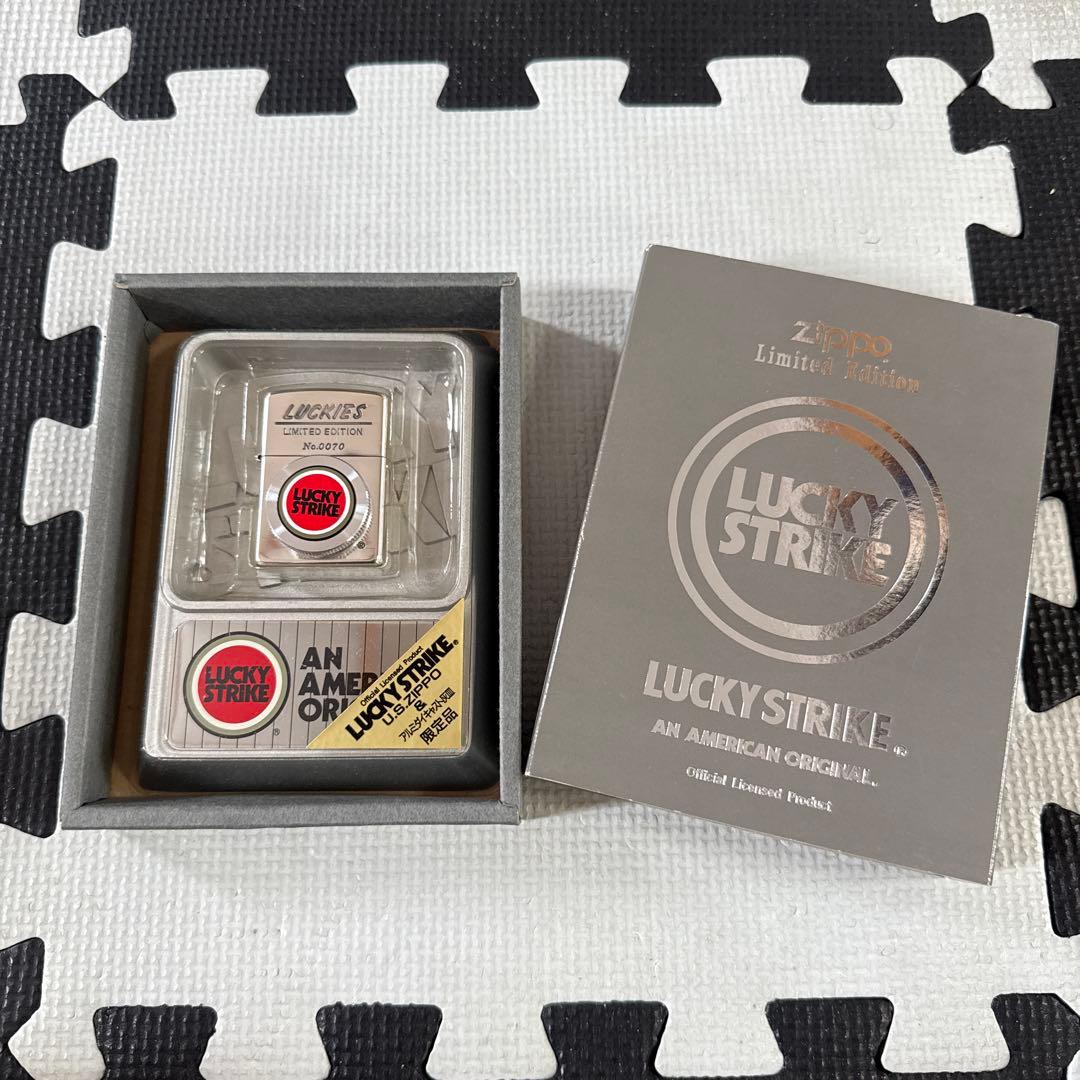 LUCKIES
LIMITED EDITION
No.0070
LUCKY
STRIKE
®
LUCKY
STRIKE
®
AN
AMER
ORI
Official Licensed Product
LUCKY STRIKE®
U.S.ZIPPO
&
アルミダイキャスト灰皿
限定品
Zippo
Limited Edition
LUCKY
STRIKE
LUCKY STRIKE®
AN AMERICAN ORIGINAL.
Official Licensed Product